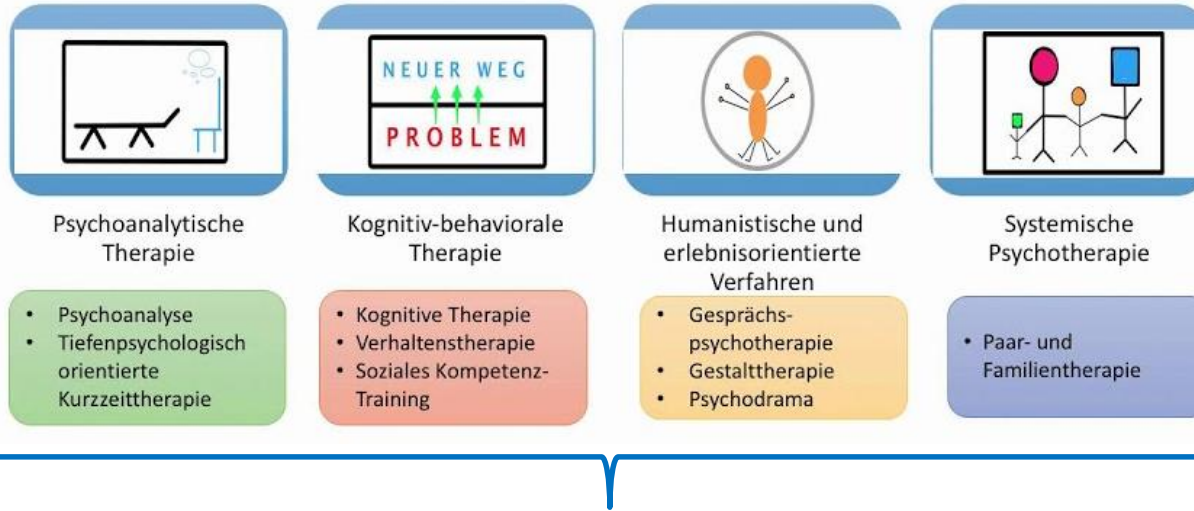 NEUER WEG
PROBLEM
Psychoanalytische
Therapie
Kognitiv-behaviorale
Therapie
Humanistische und
erlebnisorientierte
Verfahren
Systemische
Psychotherapie
• Psychoanalyse
• Tiefenpsychologisch
orientierte
Kurzzeittherapie
• Kognitive Therapie
• Verhaltenstherapie
• Soziales Kompetenz-
Training
• Gesprächs-
psychotherapie
• Gestalttherapie
• Psychodrama
• Paar- und
Familientherapie